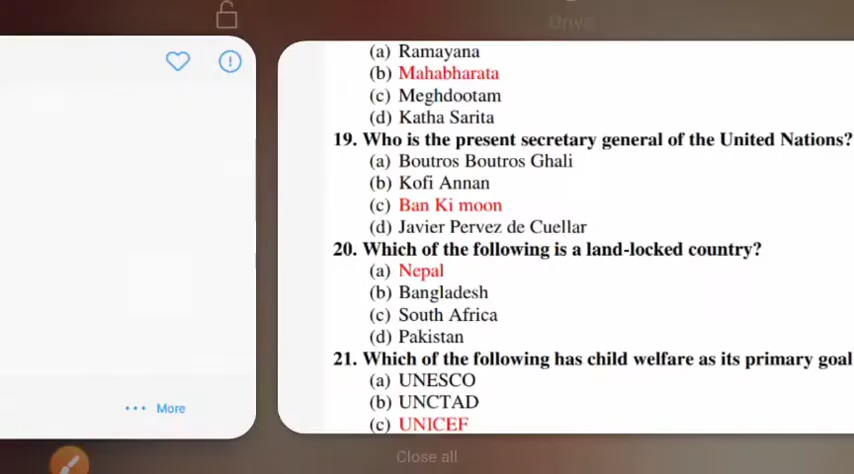 Drive
(a) Ramayana
(b) Mahabharata
(c) Meghdootam
(d) Katha Sarita
19. Who is the present secretary general of the United Nations?
(a) Boutros Boutros Ghali
(b) Kofi Annan
(c) Ban Ki moon
(d) Javier Pervez de Cuellar
20. Which of the following is a land-locked country?
(a) Nepal
(b) Bangladesh
(c) South Africa
(d) Pakistan
21. Which of the following has child welfare as its primary goal
(a) UNESCO
(b) UNCTAD
(c) UNICEF
More
Close all